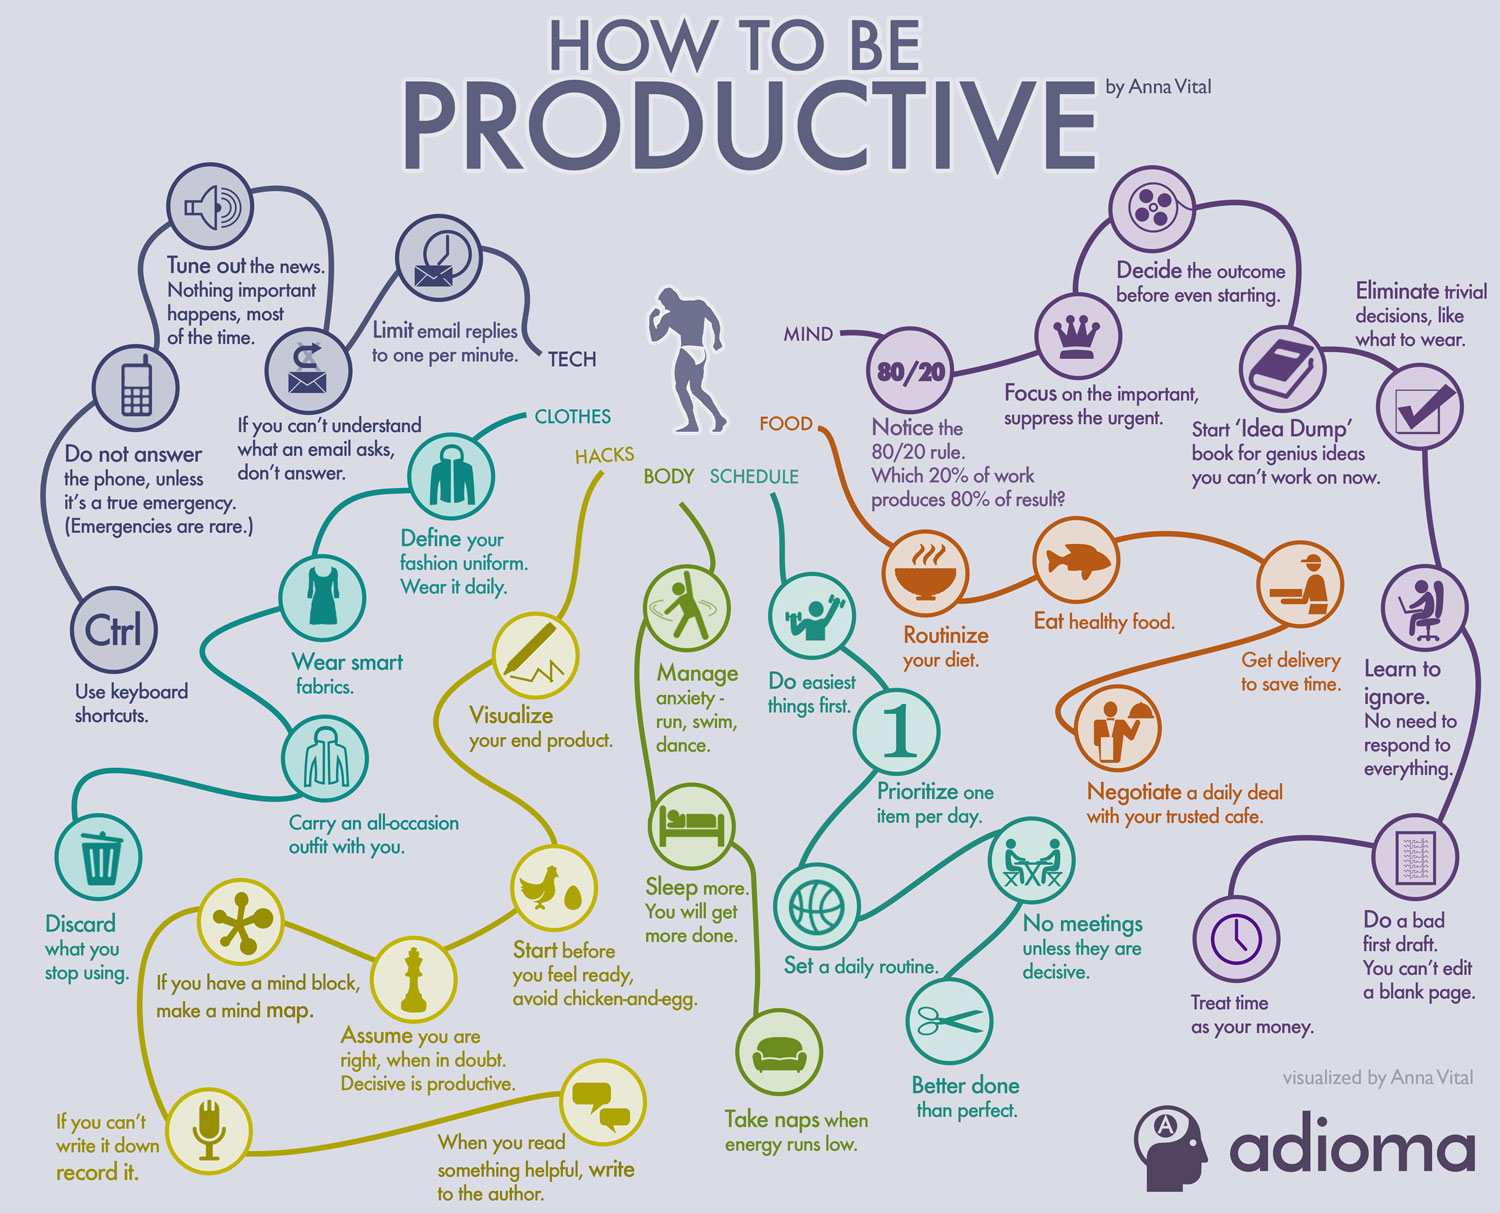 HOW TO BE
PRODUCTIVE
by Anna Vital
TECH
Limit email replies
to one per minute.
If you can't understand
what an email asks,
don't answer.
Tune out the news.
Nothing important
happens, most
of the time.
Do not answer
the phone, unless
it's a true emergency.
(Emergencies are rare.)
Ctrl
Use keyboard
shortcuts.
CLOTHES
Define your
fashion uniform.
Wear it daily.
Wear smart
fabrics.
Carry an all-occasion
outfit with you.
Discard
what you
stop using.
HACKS
Visualize
your end product.
Start before
you feel ready,
avoid chicken-and-egg.
Assume you are
right, when in doubt.
Decisive is productive.
If you have a mind block,
make a mind map.
If you can't
write it down
record it.
When you read
something helpful, write
to the author.
BODY
Manage
anxiety -
run, swim,
dance.
Sleep more.
You will get
more done.
Take naps when
energy runs low.
SCHEDULE
Do easiest
things first.
1
Prioritize one
item per day.
Set a daily routine.
No meetings
unless they are
decisive.
Better done
than perfect.
FOOD
Routinize
your diet.
Eat healthy food.
Get delivery
to save time.
Negotiate a daily deal
with your trusted cafe.
MIND
80/20
Notice the
80/20 rule.
Which 20% of work
produces 80% of result?
Focus on the important,
suppress the urgent.
Decide the outcome
before even starting.
Start 'Idea Dump'
book for genius ideas
you can't work on now.
Eliminate trivial
decisions, like
what to wear.
Learn to
ignore.
No need to
respond to
everything.
Do a bad
first draft.
You can't edit
a blank page.
Treat time
as your money.
visualized by Anna Vital
A
adioma